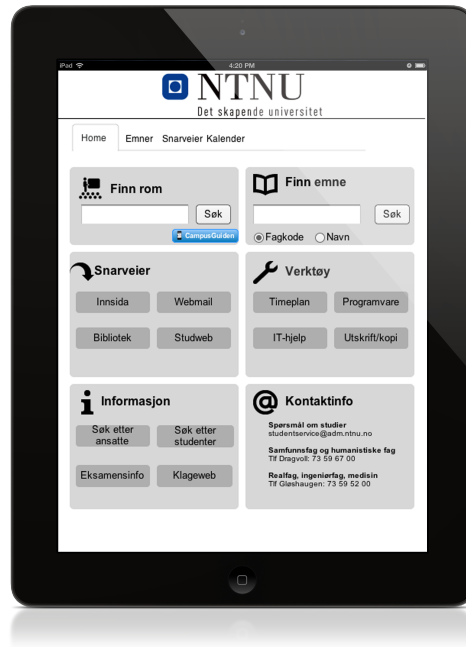 iPad
4:20 PM
NTNU
Det skapende universitet
Home Emner Snarveier Kalender
Finn rom
Søk
CampusGuiden
Finn emne
Søk
Fagkode Navn
Snarveier
Innsida Webmail
Bibliotek Studweb
Verktøy
Timeplan Programvare
IT-hjelp Utskrift/kopi
Informasjon
Søk etter
ansatte
Søk etter
studenter
Eksamensinfo Klageweb
@ Kontaktinfo
Spørsmål om studier
studentservice@adm.ntnu.no
Samfunnsfag og humanistiske fag
Tlf Dragvoll: 73 59 67 00
Realfag, ingeniørfag, medisin
Tlf Gløshaugen: 73 59 52 00